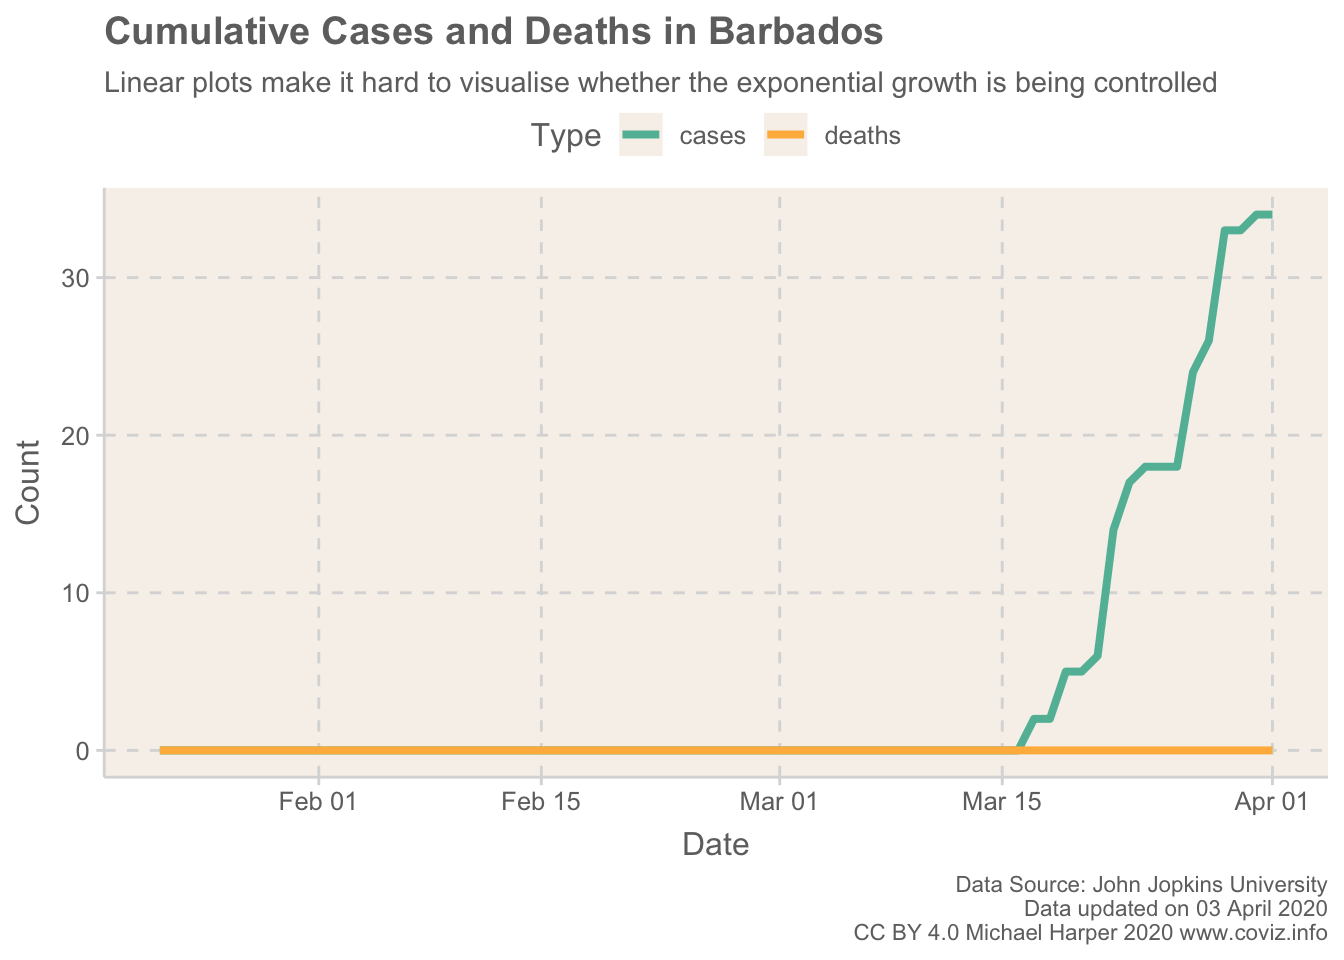 Cumulative Cases and Deaths in Barbados
Linear plots make it hard to visualise whether the exponential growth is being controlled
Type cases deaths
30
20
10
0
Count
Feb 01 Feb 15 Mar 01 Mar 15 Apr 01
Date
Data Source: John Jopkins University
Data updated on 03 April 2020
CC BY 4.0 Michael Harper 2020 www.coviz.info